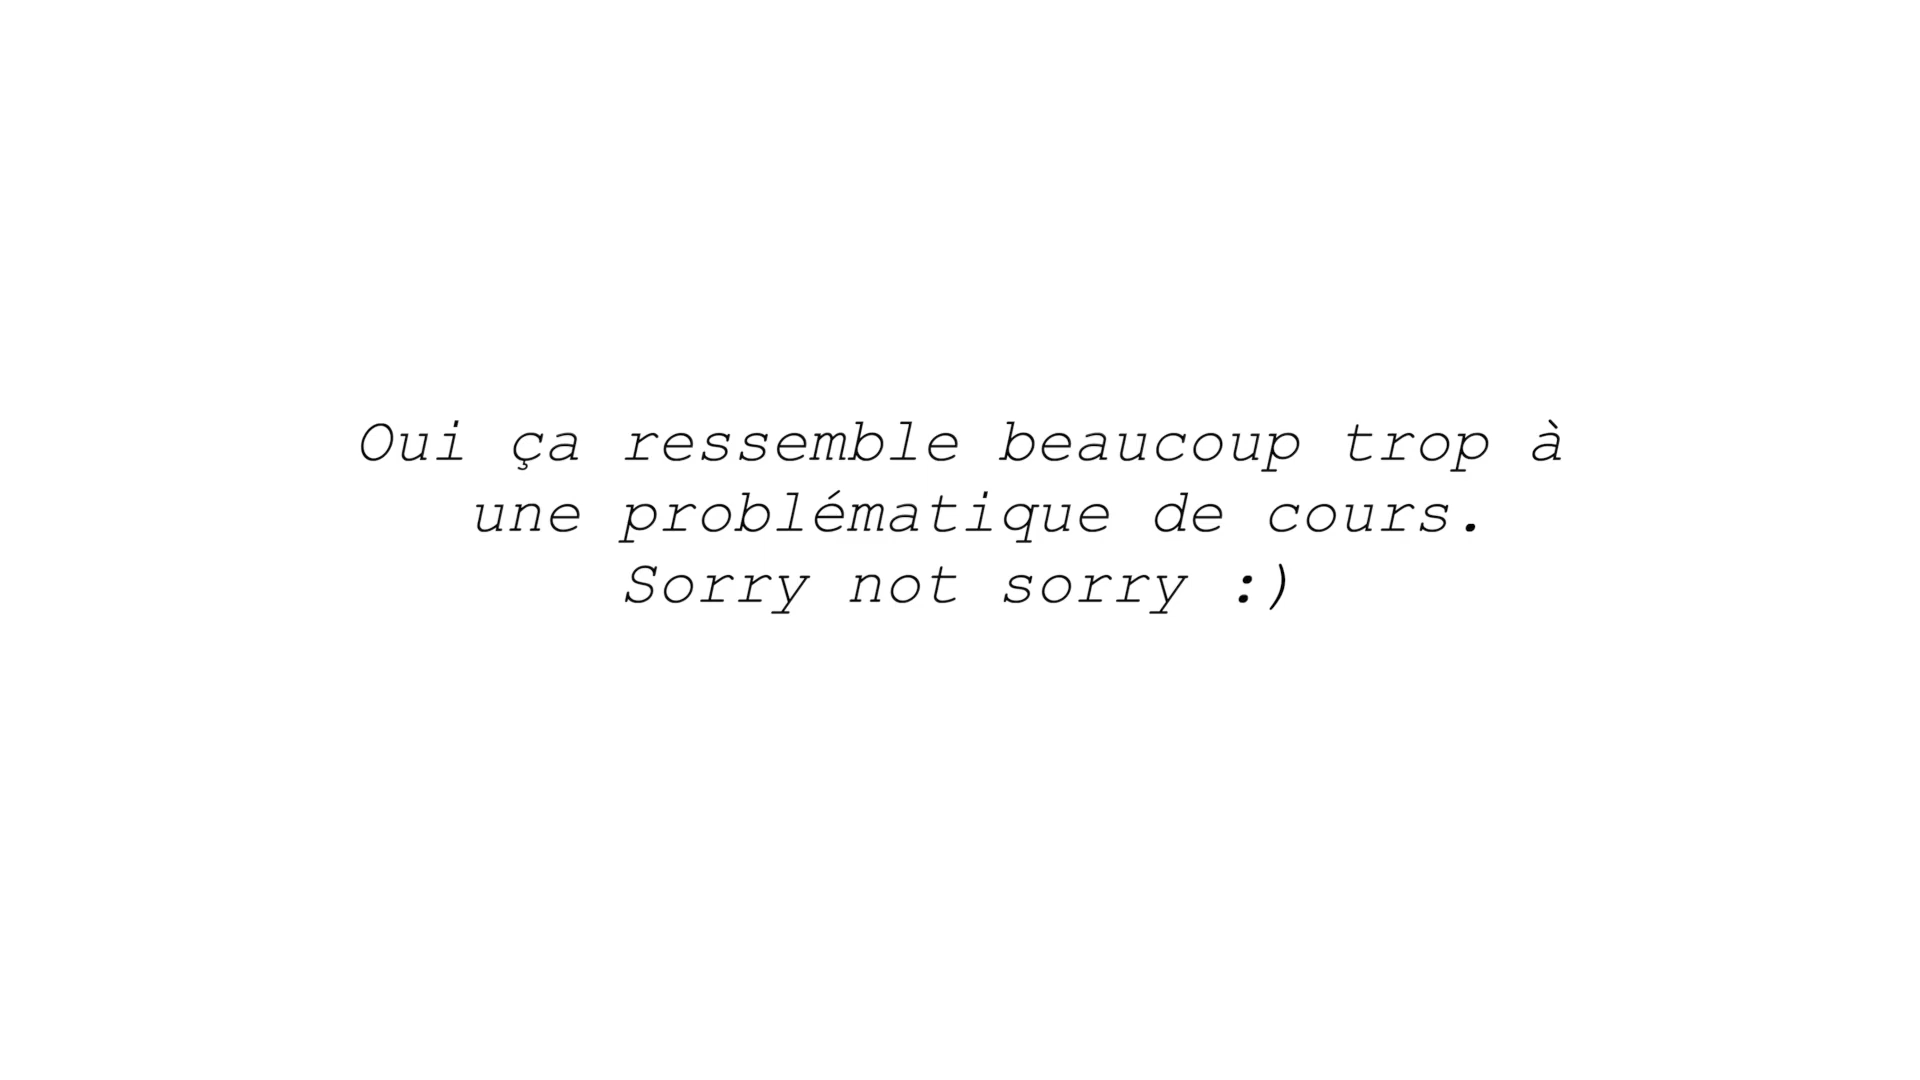 Oui ça ressemble beaucoup trop à
une problématique de cours.
Sorry not sorry :)